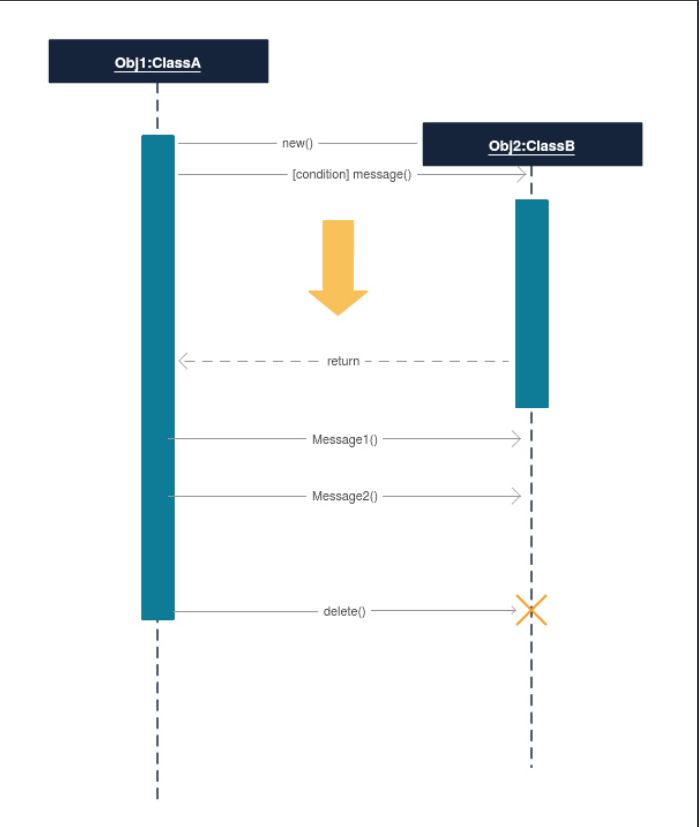 Obj1:ClassA
new()
Obj2:ClassB
[condition] message()
return
Message1()
Message2()
delete()